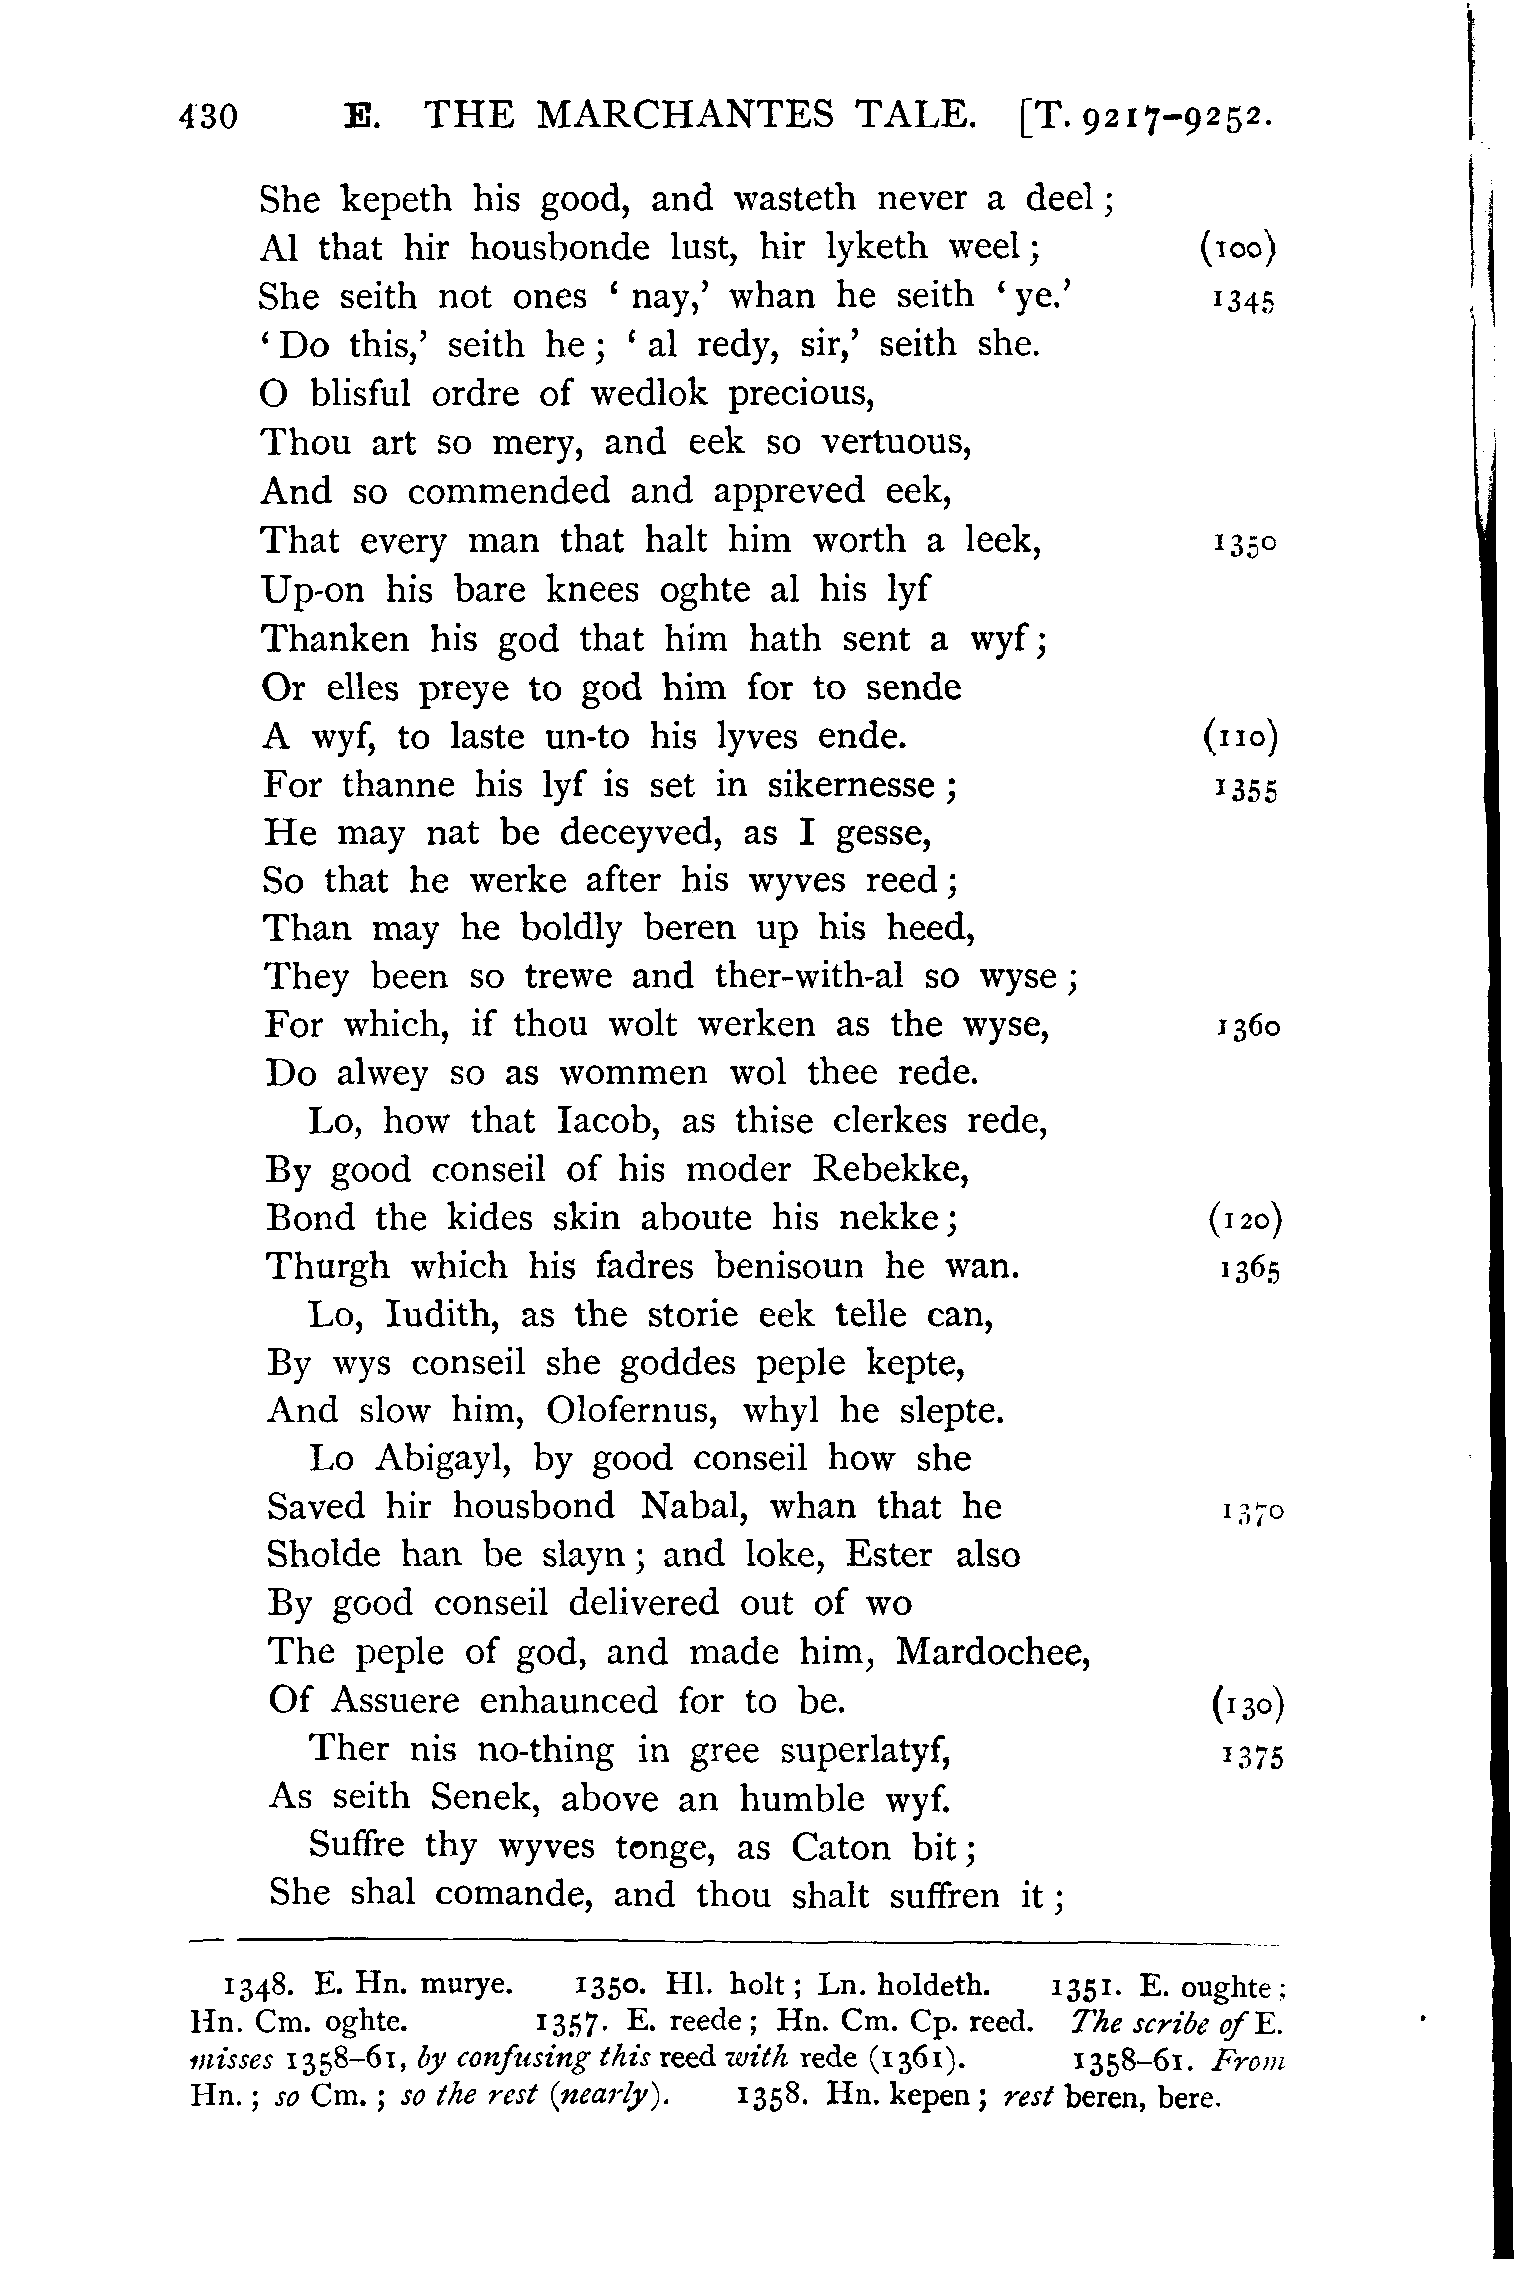 430 E. THE MARCHANTES TALE. [T. 9217-9252.
She kepeth his good, and wasteth never a deel;
Al that hir housbonde lust, hir lyketh weel; (100)
She seith not ones ‘nay,’ whan he seith ‘ye.’ 1345
‘Do this,’ seith he; ‘al redy, sir,’ seith she.
O blisful ordre of wedlok precious,
Thou art so mery, and eek so vertuous,
And so commended and appreved eek,
That every man that halt him worth a leek, 1350
Up-on his bare knees oghte al his lyf
Thanken his god that him hath sent a wyf;
Or elles preye to god him for to sende
A wyf, to laste un-to his lyves ende. (110)
For thanne his lyf is set in sikernesse; 1355
He may nat be deceyved, as I gesse,
So that he werke after his wyves reed;
Than may he boldly beren up his heed,
They been so trewe and ther-with-al so wyse;
For which, if thou wolt werken as the wyse, 1360
Do alwey so as wommen wol thee rede.
Lo, how that Iacob, as thise clerkes rede,
By good conseil of his moder Rebekke,
Bond the kides skin aboute his nekke; (120)
Thurgh which his fadres benisoun he wan. 1365
Lo, Iudith, as the storie eek telle can,
By wys conseil she goddes peple kepte,
And slow him, Olofernus, whyl he slepte.
Lo Abigayl, by good conseil how she
Saved hir housbond Nabal, whan that he 1370
Sholde han be slayn; and loke, Ester also
By good conseil delivered out of wo
The peple of god, and made him, Mardochee,
Of Assuere enhaunced for to be. (130)
Ther nis no-thing in gree superlatyf, 1375
As seith Senek, above an humble wyf.
Suffre thy wyves tonge, as Caton bit;
She shal comande, and thou shalt suffren it;
1348. E. Hn. murye. 1350. Hl. holt; Ln. holdeth. 1351. E. oughte;
Hn. Cm. oghte. 1357. E. reede; Hn. Cm. Cp. reed. The scribe of E.
misses 1358-61, by confusing this reed with rede (1361). 1358-61. From
Hn.; so Cm.; so the rest (nearly). 1358. Hn. kepen; rest beren, bere.